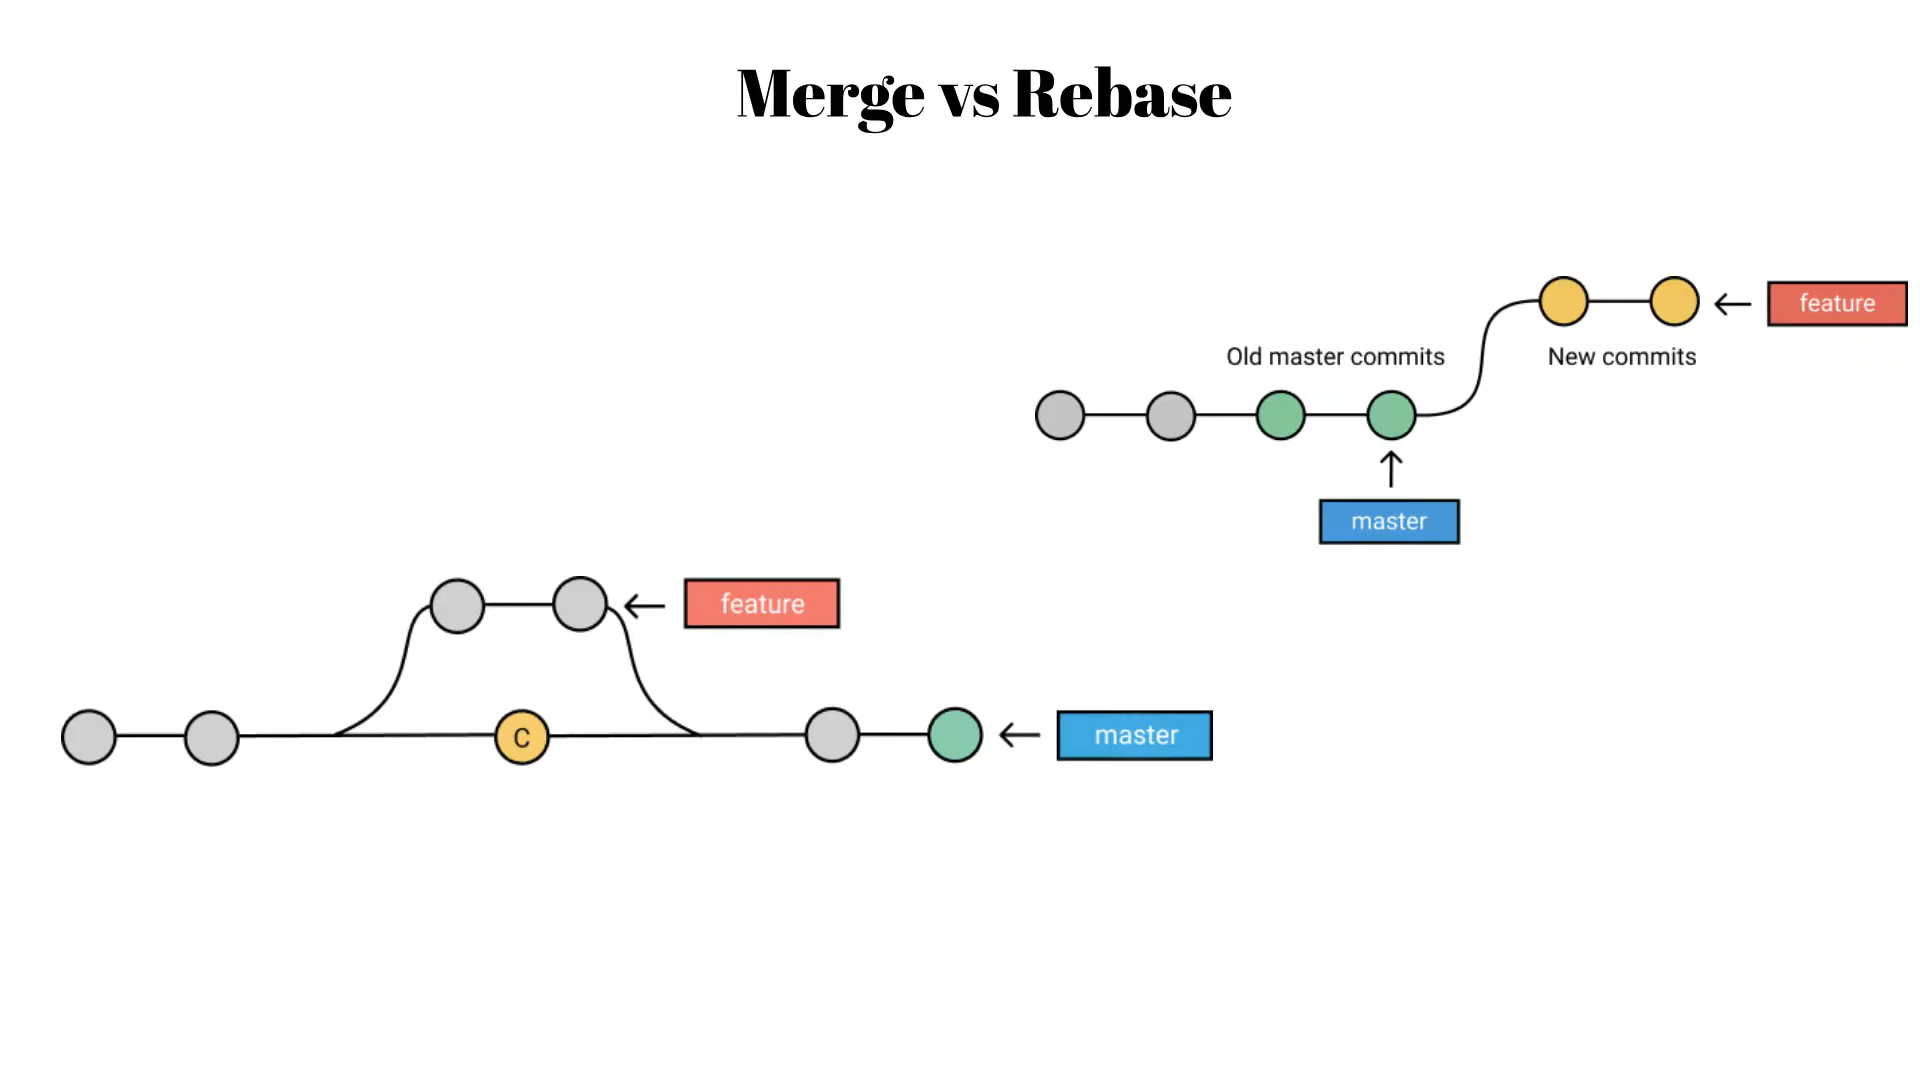 Merge vs Rebase
feature
Old master commits
New commits
master
feature
C
master